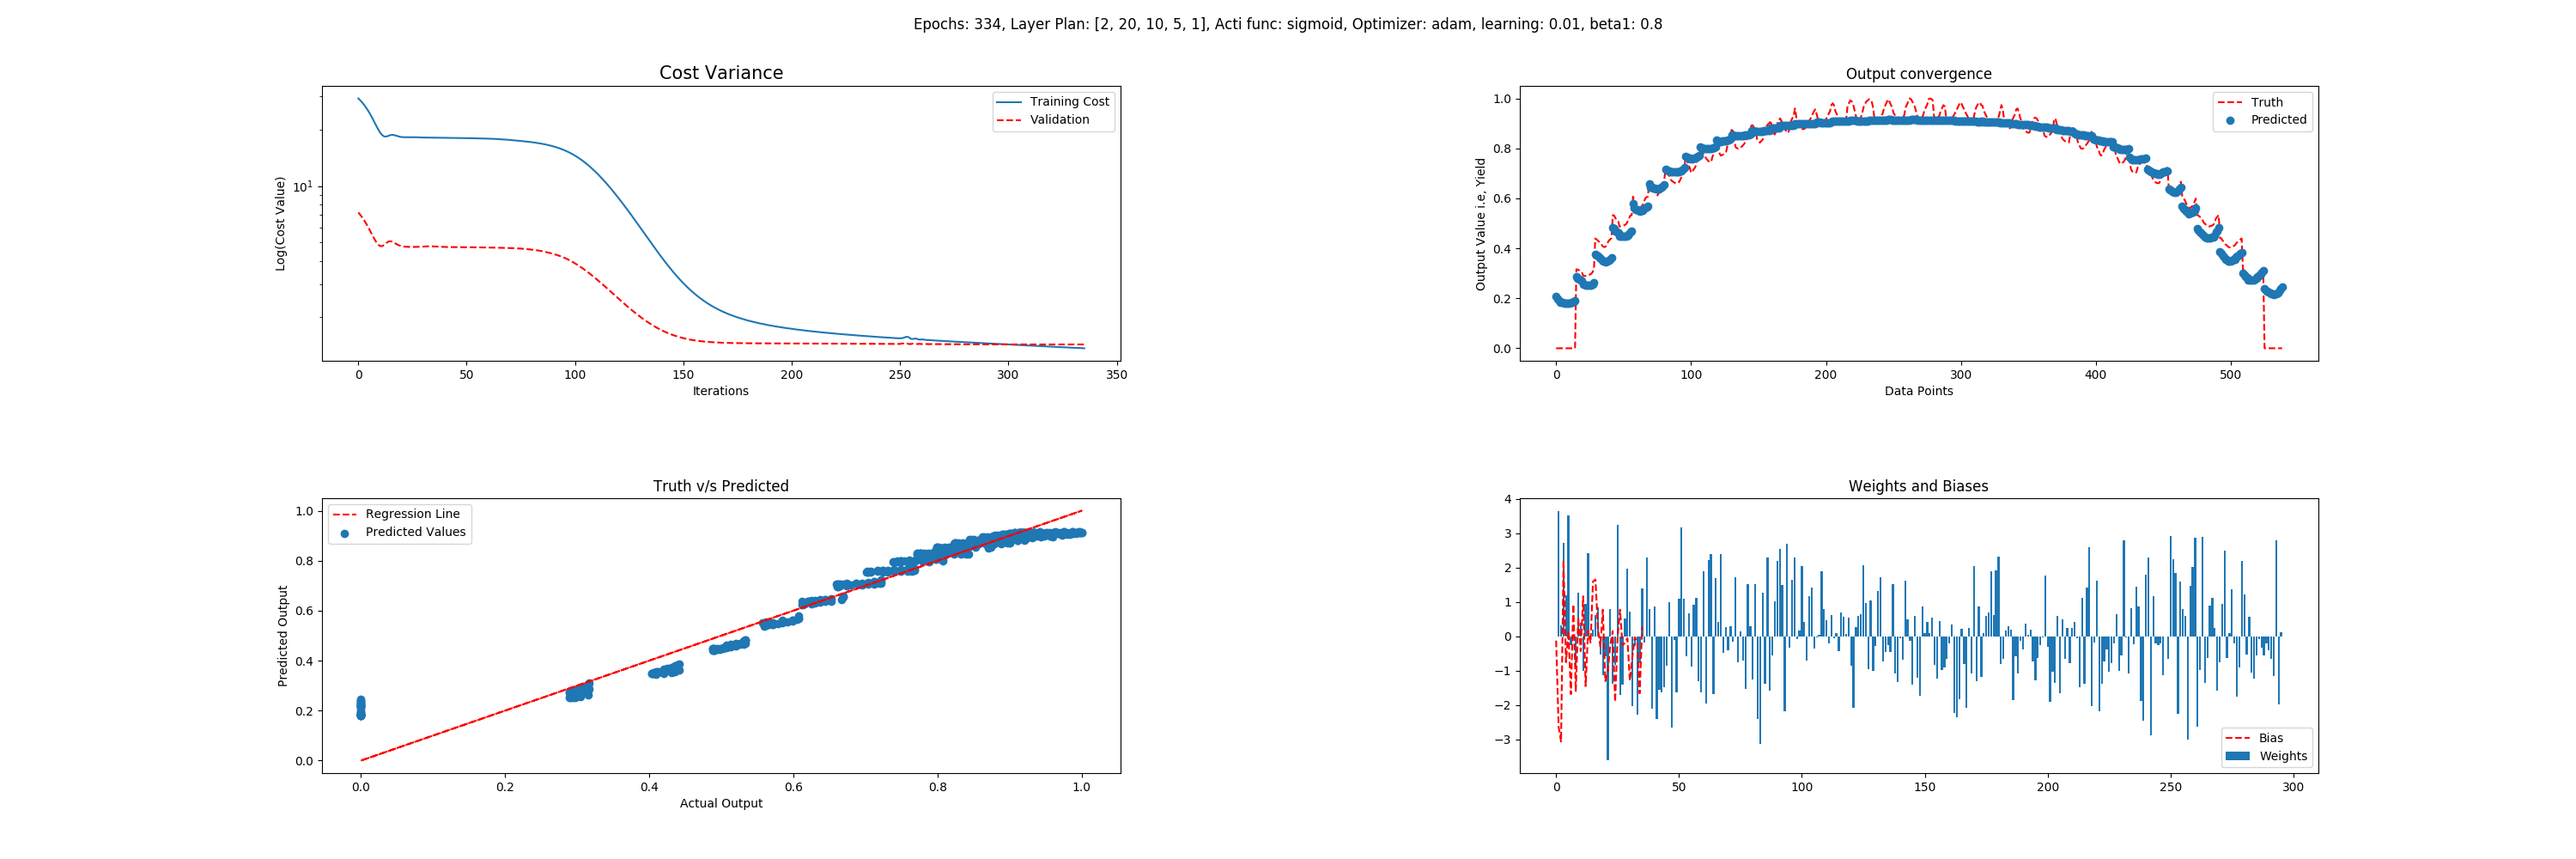 Epochs: 334, Layer Plan: [2, 20, 10, 5, 1], Acti func: sigmoid, Optimizer: adam, learning: 0.01, beta1: 0.8
Cost Variance
Training Cost
Validation
Log(Cost Value)
10¹
0 50 100 150 200 250 300 350
Iterations
Output convergence
Truth
Predicted
Output Value i.e, Yield
1.0
0.8
0.6
0.4
0.2
0.0
0 100 200 300 400 500
Data Points
Truth v/s Predicted
Regression Line
Predicted Values
Predicted Output
1.0
0.8
0.6
0.4
0.2
0.0
0.0 0.2 0.4 0.6 0.8 1.0
Actual Output
Weights and Biases
4
3
2
1
0
−1
−2
−3
Bias
Weights
0 50 100 150 200 250 300